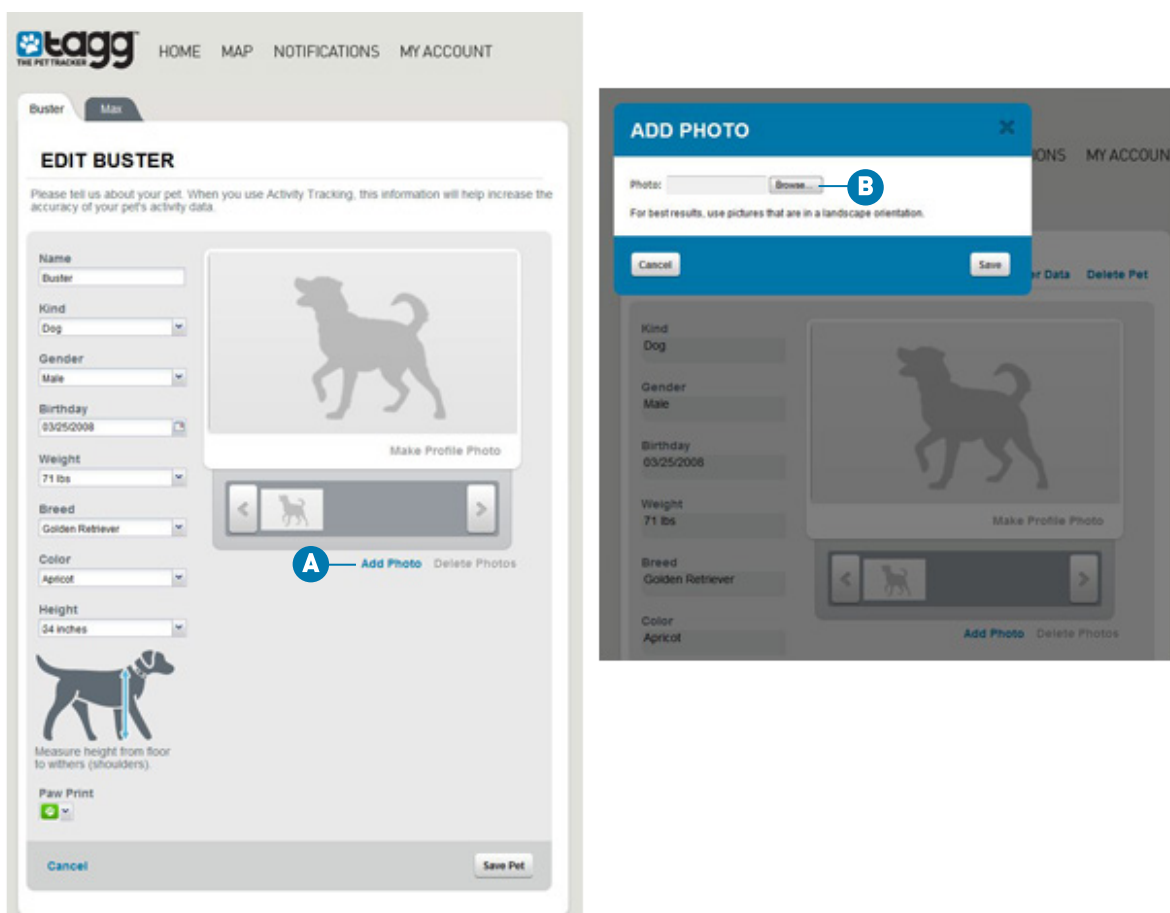 tagg
THE PET TRACKER
HOME MAP NOTIFICATIONS MY ACCOUNT
Buster Max
EDIT BUSTER
Please tell us about your pet. When you use Activity Tracking, this information will help increase the
accuracy of your pet's activity data.
Name
Buster
Kind
Dog
Gender
Male
Birthday
03/25/2008
Weight
71 lbs
Breed
Golden Retriever
Color
Apricot
Height
34 inches
Measure height from floor
to withers (shoulders).
Paw Print
Make Profile Photo
A Add Photo Delete Photos
Cancel Save Pet
ADD PHOTO
IONS MY ACCOUN
Photo: Browse... B
For best results, use pictures that are in a landscape orientation.
Cancel Save
er Data Delete Pet
Kind
Dog
Gender
Male
Birthday
03/25/2008
Weight
71 lbs
Breed
Golden Retriever
Color
Apricot
Make Profile Photo
Add Photo Delete Photos